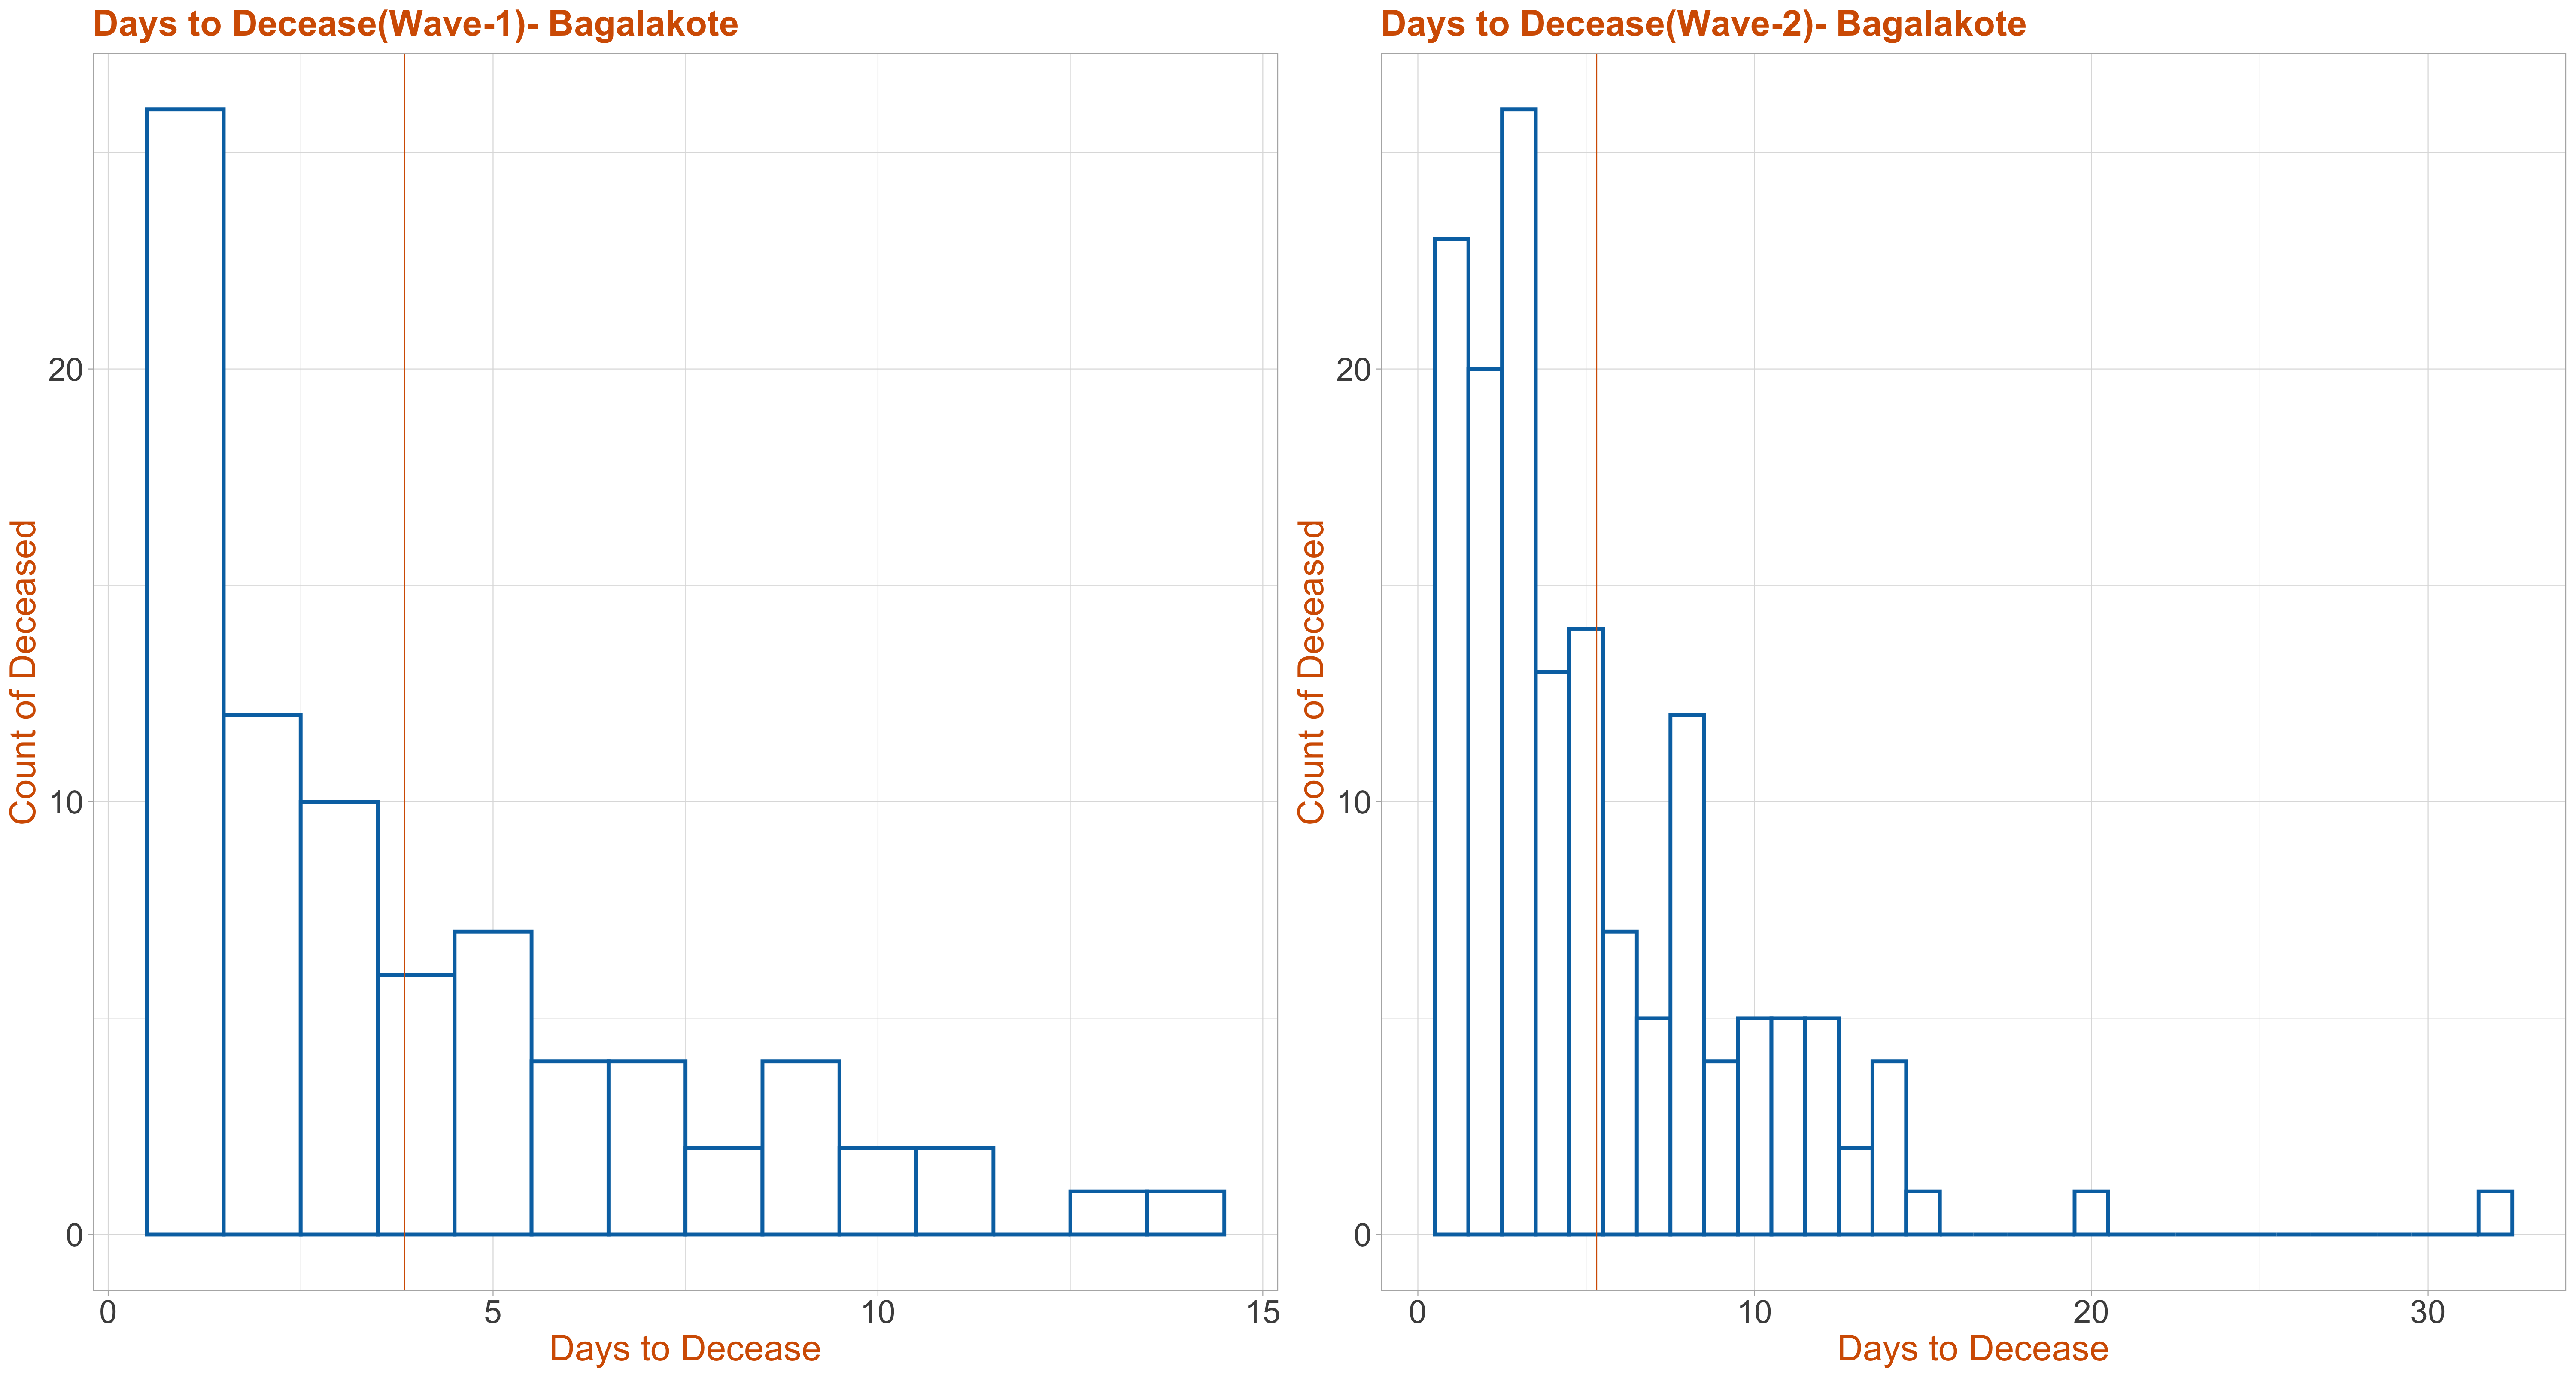 Days to Decease(Wave-1)- Bagalakote
Count of Deceased
20
10
0
0 5 10 15
Days to Decease
Days to Decease(Wave-2)- Bagalakote
Count of Deceased
20
10
0
0 10 20 30
Days to Decease